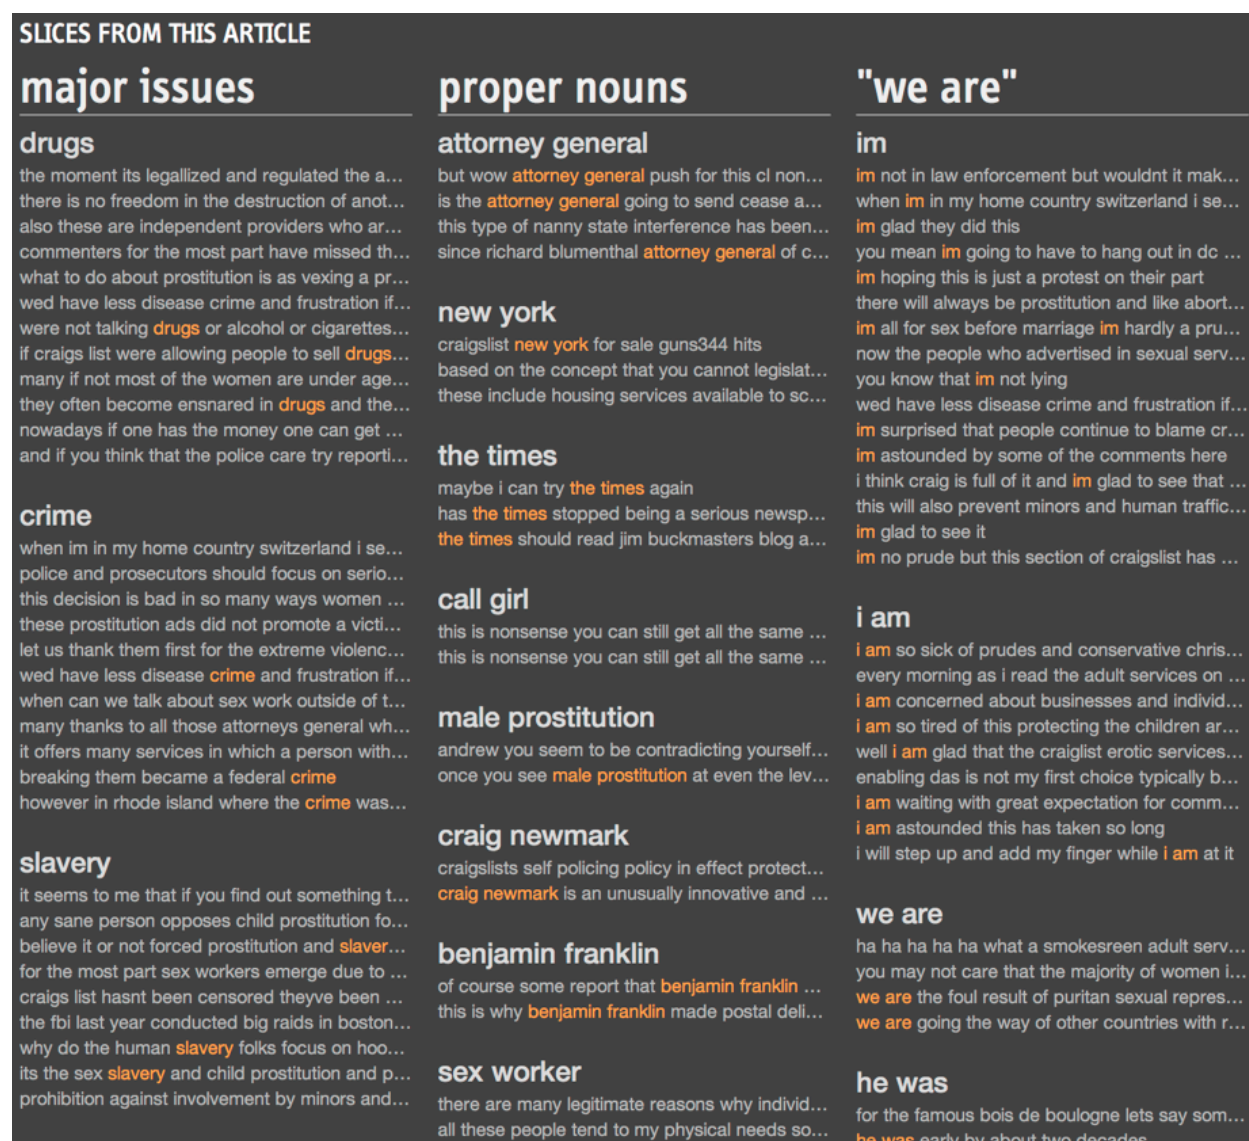 SLICES FROM THIS ARTICLE
major issues
drugs
the moment its legallized and regulated the a...
there is no freedom in the destruction of anot...
also these are independent providers who ar...
commenters for the most part have missed th...
what to do about prostitution is as vexing a pr...
wed have less disease crime and frustration if...
were not talking drugs or alcohol or cigarettes...
if craigs list were allowing people to sell drugs...
many if not most of the women are under age...
they often become ensnared in drugs and the...
nowadays if one has the money one can get ...
and if you think that the police care try reporti...
crime
when im in my home country switzerland i se...
police and prosecutors should focus on serio...
this decision is bad in so many ways women ...
these prostitution ads did not promote a victi...
let us thank them first for the extreme violenc...
wed have less disease crime and frustration if...
when can we talk about sex work outside of t...
many thanks to all those attorneys general wh...
it offers many services in which a person with...
breaking them became a federal crime
however in rhode island where the crime was...
slavery
it seems to me that if you find out something t...
any sane person opposes child prostitution fo...
believe it or not forced prostitution and slaver...
for the most part sex workers emerge due to ...
craigs list hasnt been censored theyve been ...
the fbi last year conducted big raids in boston...
why do the human slavery folks focus on hoo...
its the sex slavery and child prostitution and p...
prohibition against involvement by minors and...
proper nouns
attorney general
but wow attorney general push for this cl non...
is the attorney general going to send cease a...
this type of nanny state interference has been...
since richard blumenthal attorney general of c...
new york
craigslist new york for sale guns344 hits
based on the concept that you cannot legislat...
these include housing services available to sc...
the times
maybe i can try the times again
has the times stopped being a serious newsp...
the times should read jim buckmasters blog a...
call girl
this is nonsense you can still get all the same ...
this is nonsense you can still get all the same ...
male prostitution
andrew you seem to be contradicting yourself...
once you see male prostitution at even the lev...
craig newmark
craigslists self policing policy in effect protect...
craig newmark is an unusually innovative and ...
benjamin franklin
of course some report that benjamin franklin ...
this is why benjamin franklin made postal deli...
sex worker
there are many legitimate reasons why individ...
all these people tend to my physical needs so...
"we are"
im
im not in law enforcement but wouldnt it mak...
when im in my home country switzerland i se...
im glad they did this
you mean im going to have to hang out in dc ...
im hoping this is just a protest on their part
there will always be prostitution and like abort...
im all for sex before marriage im hardly a pru...
now the people who advertised in sexual serv...
you know that im not lying
wed have less disease crime and frustration if...
im surprised that people continue to blame cr...
im astounded by some of the comments here
i think craig is full of it and im glad to see that ...
this will also prevent minors and human traffic...
im glad to see it
im no prude but this section of craigslist has ...
i am
i am so sick of prudes and conservative chris...
every morning as i read the adult services on ...
i am concerned about businesses and individ...
i am so tired of this protecting the children ar...
well i am glad that the craiglist erotic services...
enabling das is not my first choice typically b...
i am waiting with great expectation for comm...
i am astounded this has taken so long
i will step up and add my finger while i am at it
we are
ha ha ha ha ha what a smokesreen adult serv...
you may not care that the majority of women i...
we are the foul result of puritan sexual repres...
we are going the way of other countries with r...
he was
for the famous bois de boulogne lets say som...
he was early by about two decades